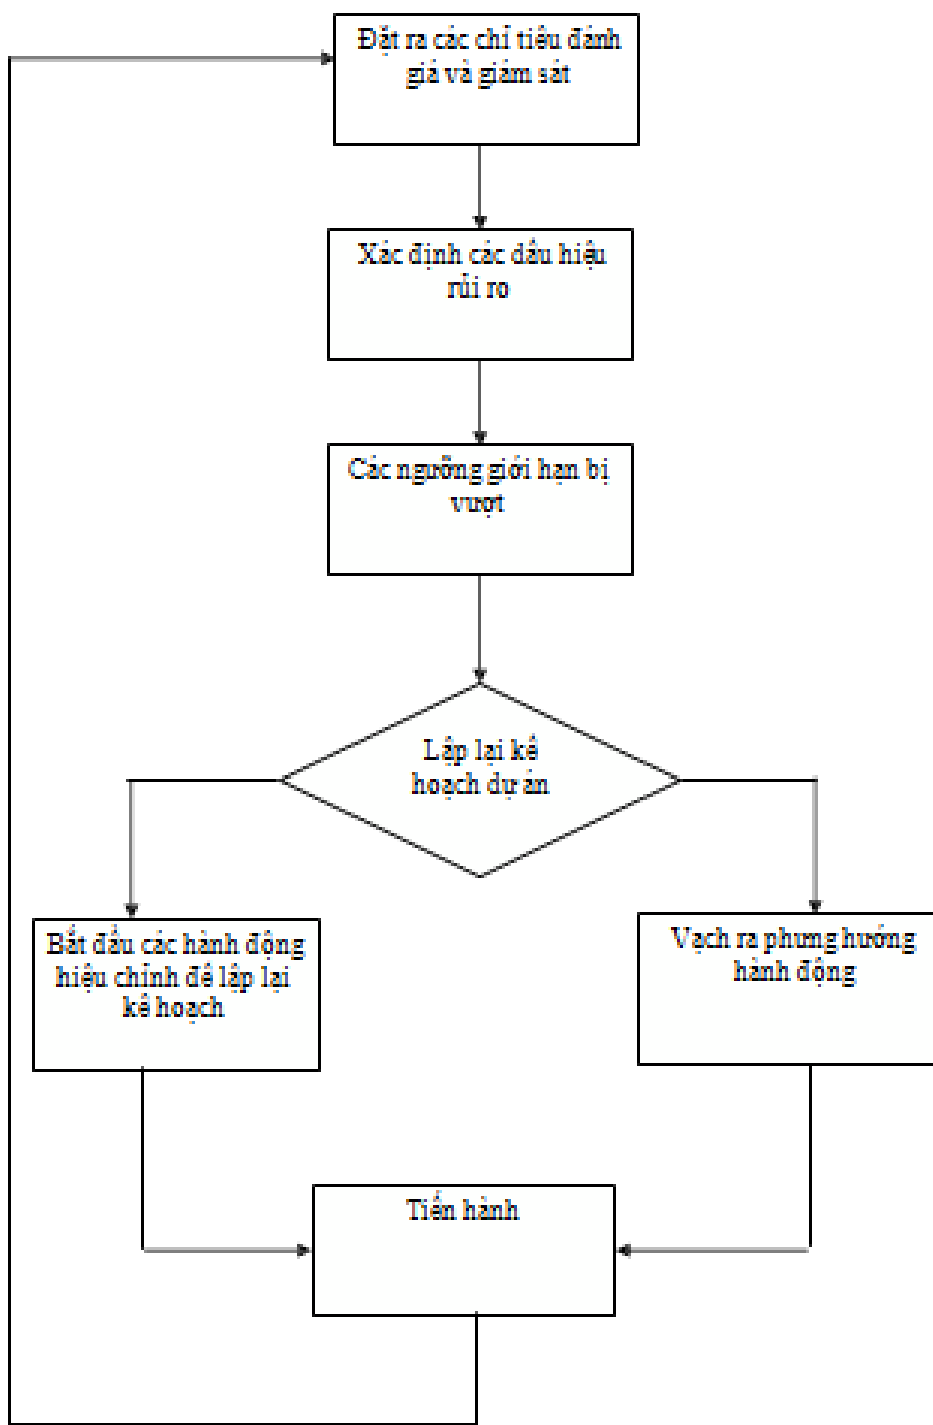 Đặt ra các chỉ tiêu đánh
giá và giám sát
Xác định các dấu hiệu
rủi ro
Các ngưỡng giới hạn bị
vượt
Lập lại kế
hoạch dự án
Bắt đầu các hành động
hiệu chỉnh để lập lại
kế hoạch
Vạch ra phưng hướng
hành động
Tiến hành